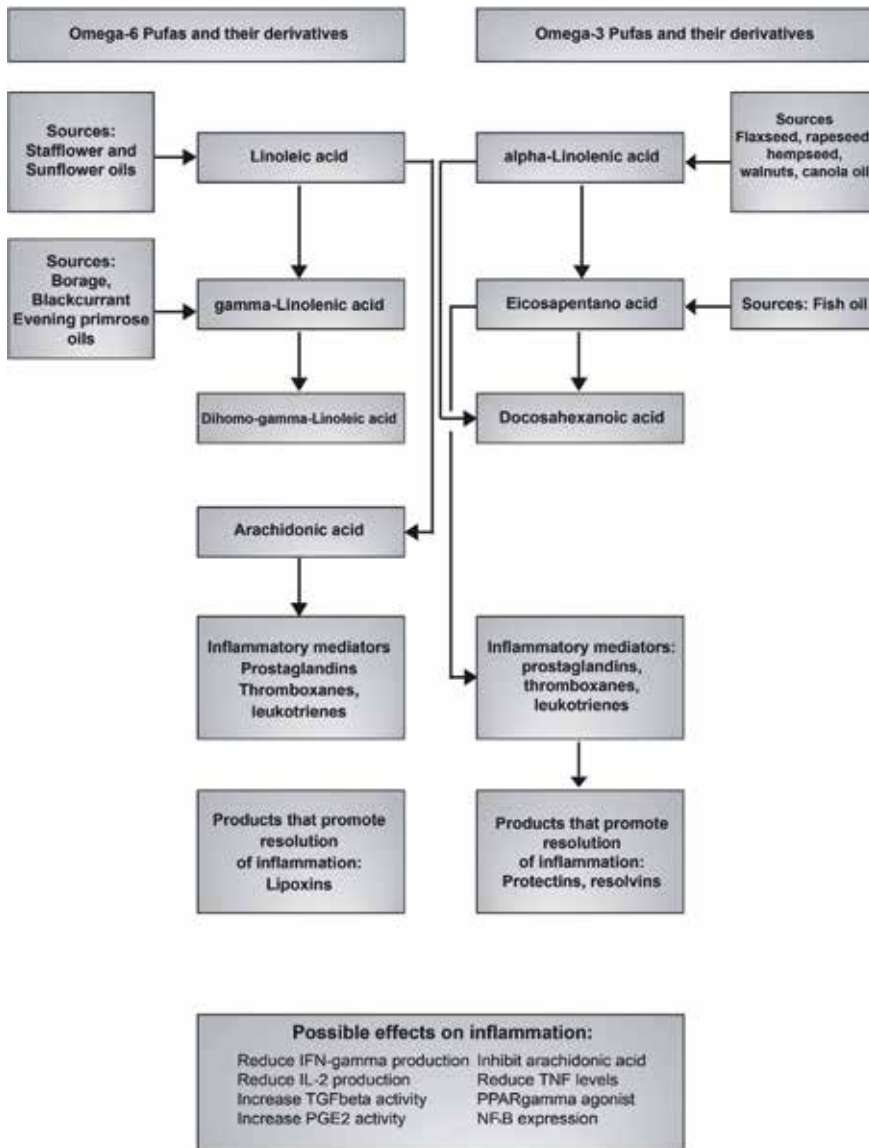 Omega-6 Pufas and their derivatives
Omega-3 Pufas and their derivatives
Sources:
Stafflower and
Sunflower oils
Linoleic acid
alpha-Linolenic acid
Sources
Flaxseed, rapeseed
hempseed,
walnuts, canola oil
Sources:
Borage,
Blackcurrant
Evening primrose
oils
gamma-Linolenic acid
Eicosapentano acid
Sources: Fish oil
Dihomo-gamma-Linoleic acid
Docosahexanoic acid
Arachidonic acid
Inflammatory mediators
Prostaglandins
Thromboxanes,
leukotrienes
Inflammatory mediators:
prostaglandins,
thromboxanes,
leukotrienes
Products that promote
resolution
of inflammation:
Lipoxins
Products that promote
resolution
of inflammation:
Protectins, resolvins
Possible effects on inflammation:
Reduce IFN-gamma production Inhibit arachidonic acid
Reduce IL-2 production Reduce TNF levels
Increase TGFbeta activity PPARgamma agonist
Increase PGE2 activity NF-B expression